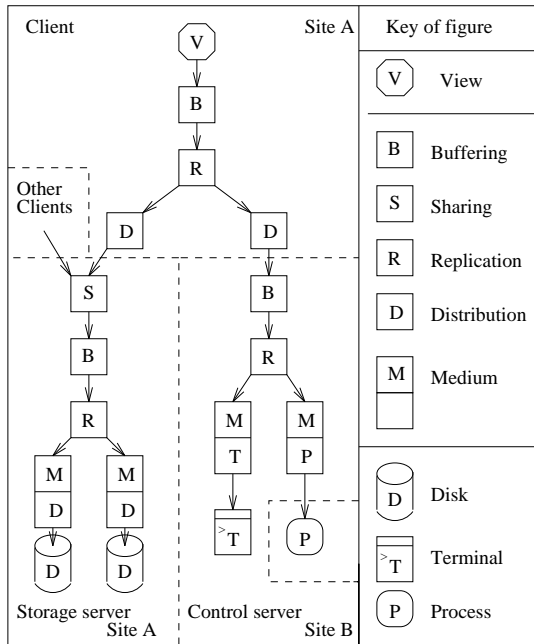 Client
Site A
Key of figure
V
V
View
B
B
Buffering
R
Other
Clients
S
Sharing
D
D
R
Replication
S
B
D
Distribution
B
R
M
Medium
R
M
M
T
P
M
M
D
D
D
Disk
>T
P
D
D
>T
Terminal
Storage server
Site A
Control server
Site B
P
Process